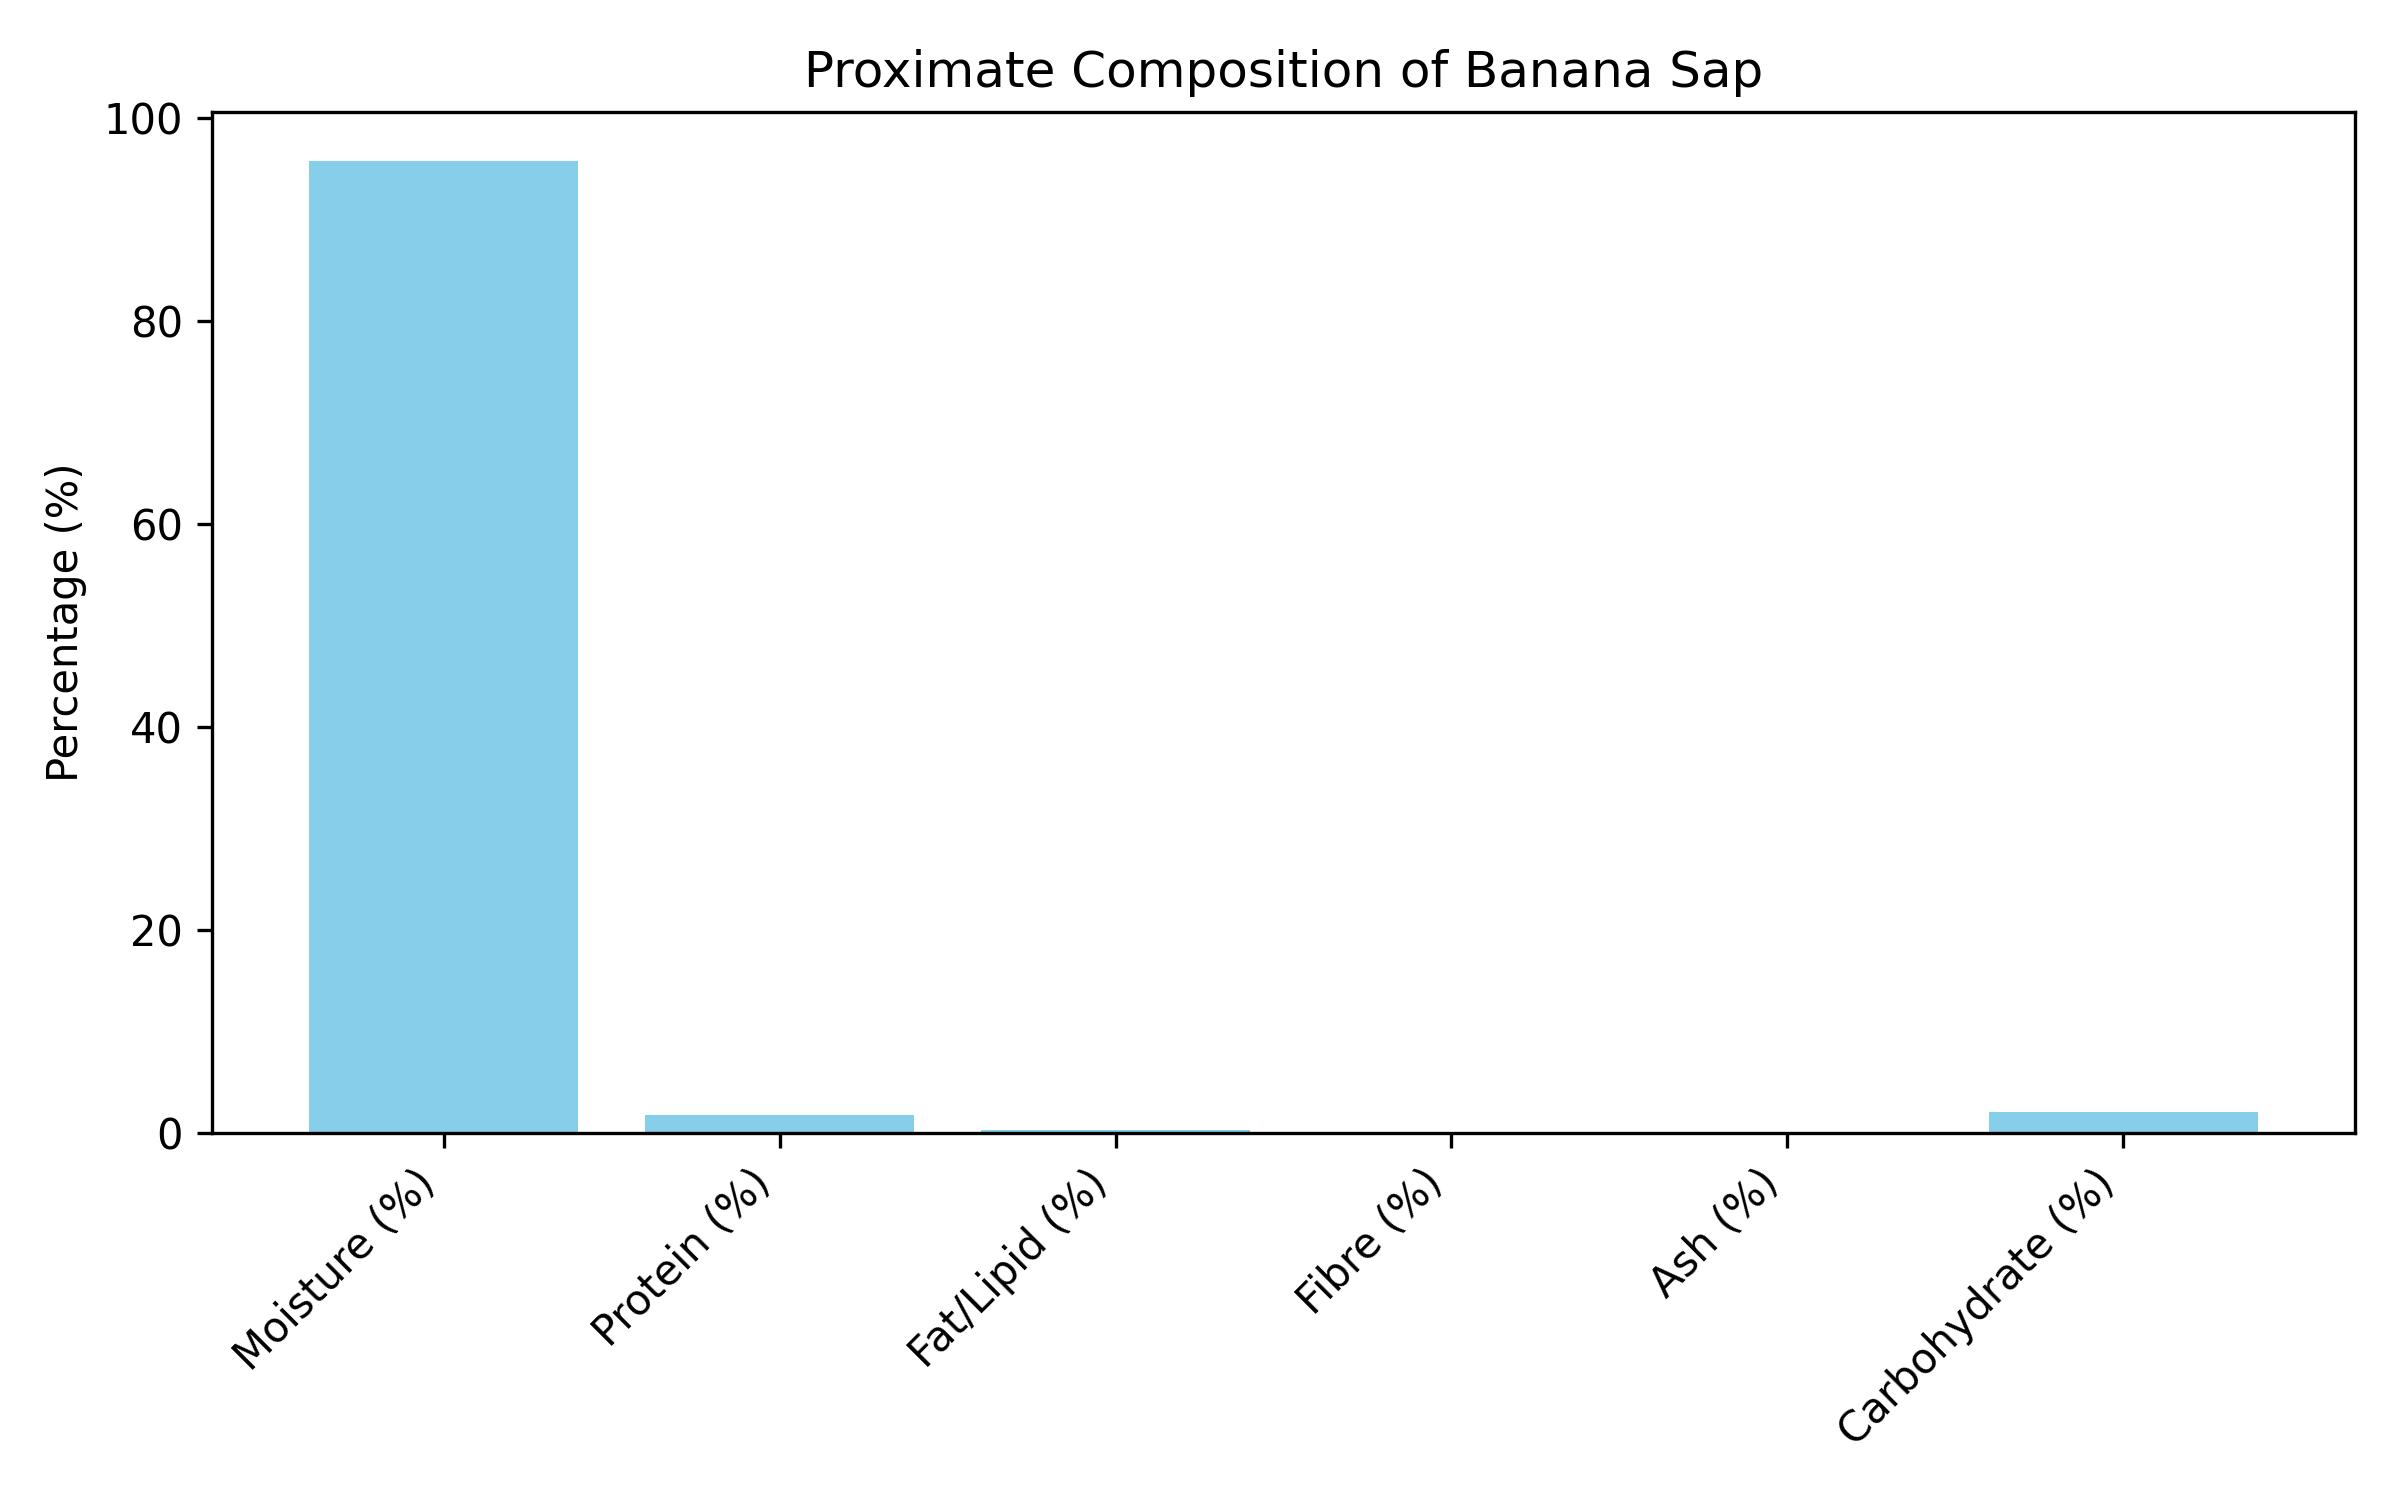 Proximate Composition of Banana Sap
Percentage (%)
100
80
60
40
20
0
Moisture (%)
Protein (%)
Fat/Lipid (%)
Fibre (%)
Ash (%)
Carbohydrate (%)